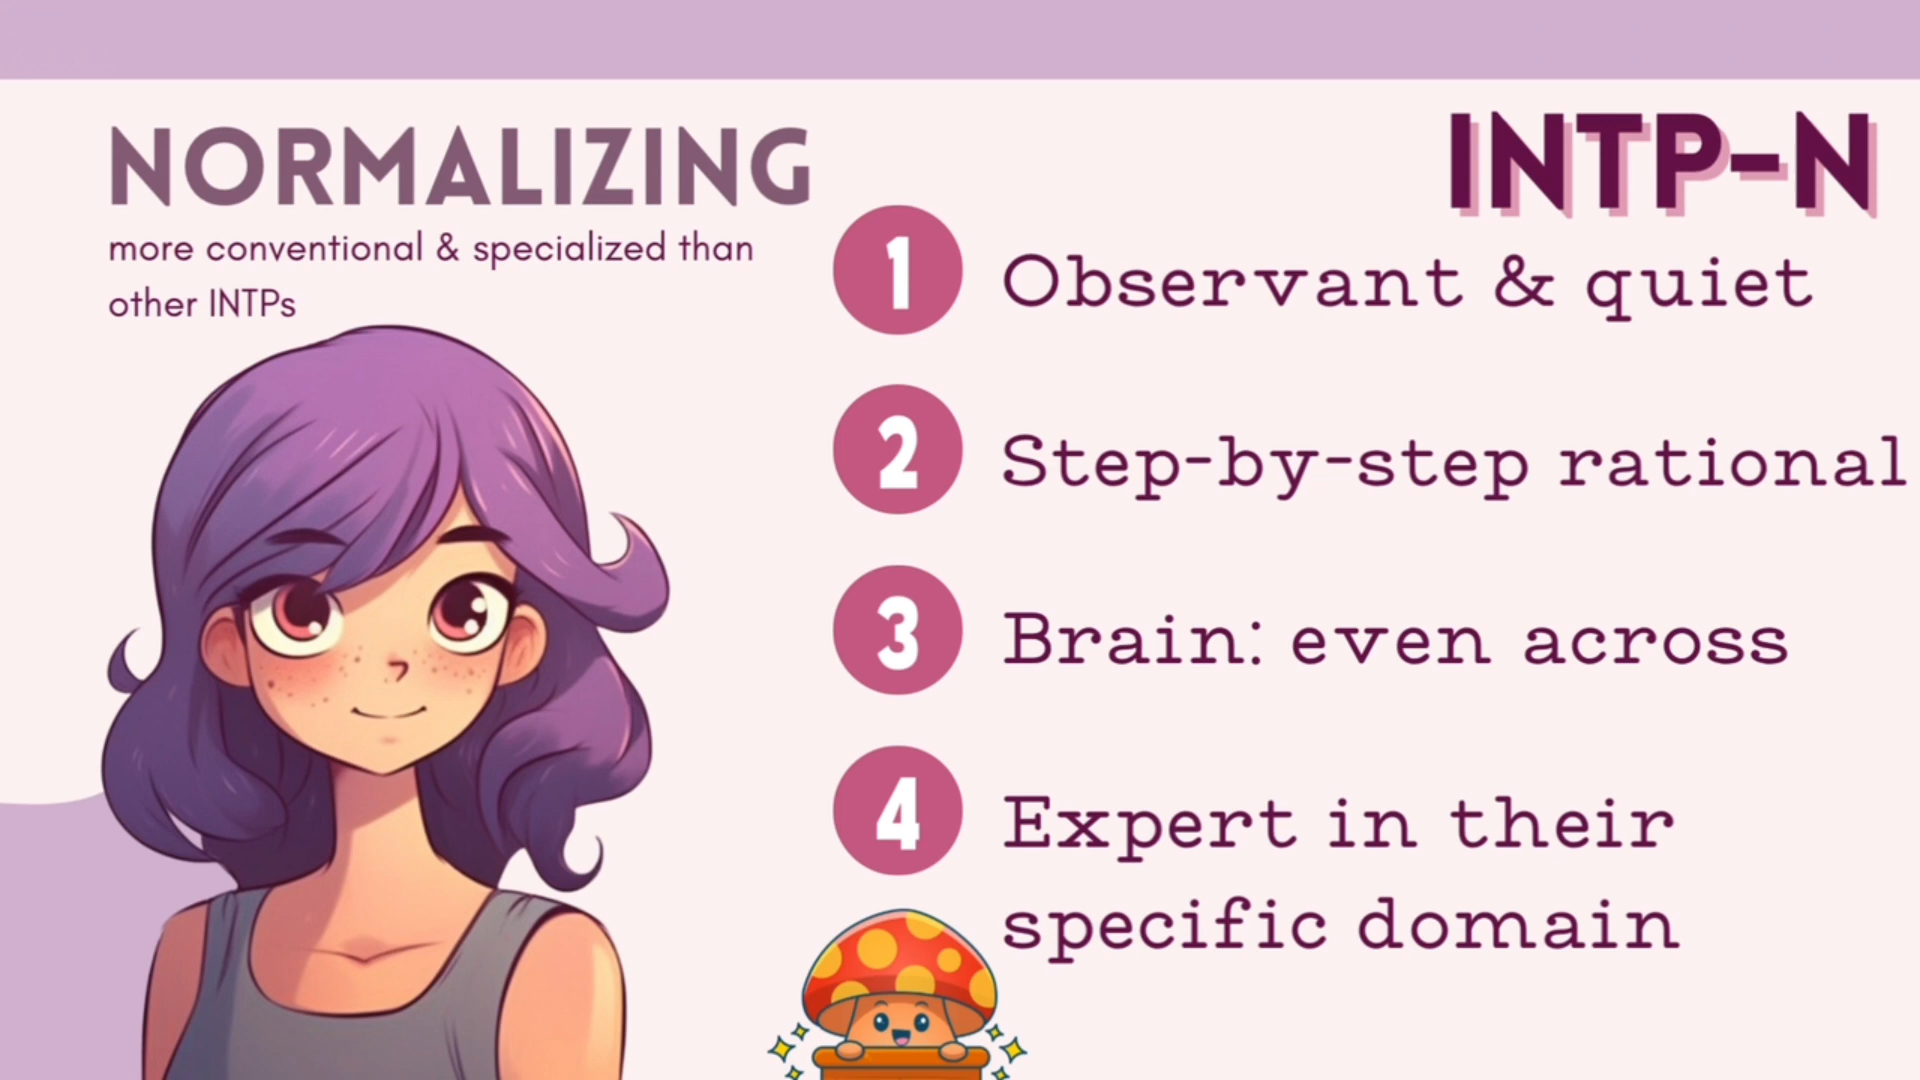 NORMALIZING
more conventional & specialized than
other INTPs
INTP-N
1 Observant & quiet
2 Step-by-step rational
3 Brain: even across
4 Expert in their
specific domain